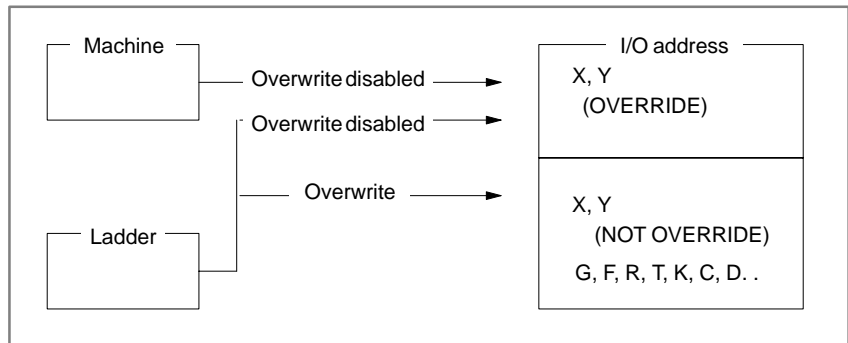 Machine
I/O address
Overwrite disabled
X, Y
(OVERRIDE)
Overwrite disabled
Overwrite
X, Y
(NOT OVERRIDE)
Ladder
G, F, R, T, K, C, D. .